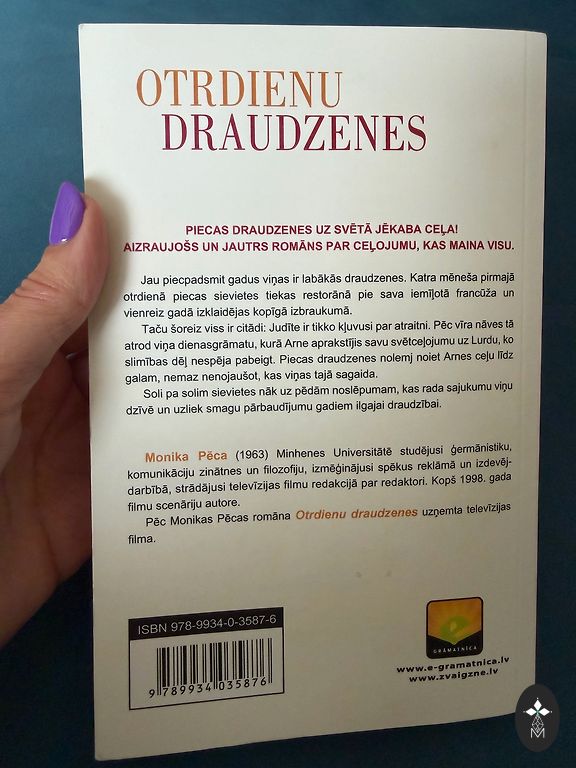 OTRDIENU
DRAUDZENES
PIECAS DRAUDZENES UZ SVĒTĀ JĒKABA CEĻA!
AIZRAUJOŠS UN JAUTRS ROMĀNS PAR CEĻOJUMU, KAS MAINA VISU.
Jau piecpadsmit gadus viņas ir labākās draudzenes. Katra mēneša pirmajā
otrdienā piecas sievietes tiekas restorānā pie sava iemīļotā francūža un
vienreiz gadā izklaidējas kopīgā izbraukumā.
Taču šoreiz viss ir citādi: Judīte ir tikko kļuvusi par atraitni. Pēc vīra nāves tā
atrod viņa dienasgrāmatu, kurā Arne aprakstījis savu svētceļojumu uz Lurdu, ko
slimības dēļ nespēja pabeigt. Piecas draudzenes nolemj noiet Arnes ceļu līdz
galam, nemaz nenojaušot, kas viņas tajā sagaida.
Soli pa solim sievietes nāk uz pēdām noslēpumam, kas rada sajukumu viņu
dzīvē un uzliek smagu pārbaudījumu gadiem ilgajai draudzībai.
Monika Pēca (1963) Minhenes Universitātē studējusi ģermānistiku,
komunikāciju zinātnes un filozofiju, izmēģinājusi spēkus reklāmā un izdevēj-
darbībā, strādājusi televīzijas filmu redakcijā par redaktori. Kopš 1998. gada
filmu scenāriju autore.
Pēc Monikas Pēcas romāna Otrdienu draudzenes uzņemta televīzijas
filma.
ISBN 978-9934-0-3587-6
9 789934 035876
e
GRĀMATNĪCA
www.e-gramatnica.lv
www.zvaigzne.lv
M